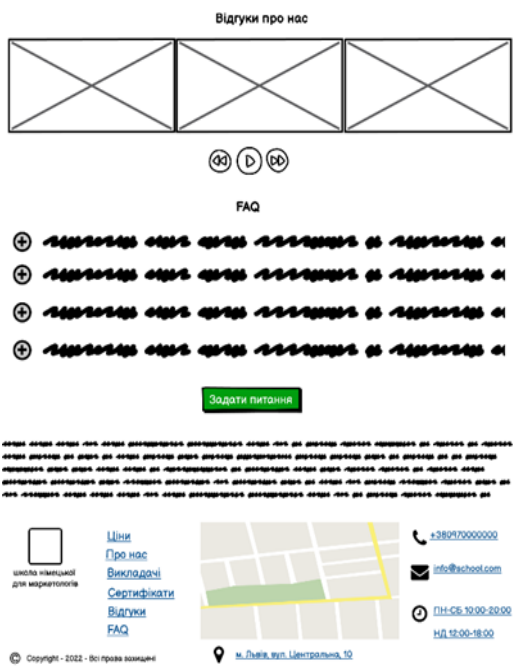 Відгуки про нас
FAQ
Задати питання
школа німецької
для маркетологів
Ціни
Про нас
Викладачі
Сертифікати
Відгуки
FAQ
+380970000000
info@school.com
ПН-СБ 10:00-20:00
НД 12:00-18:00
© Copyright - 2022 - Всі права захищені
м. Львів, вул. Центральна, 10